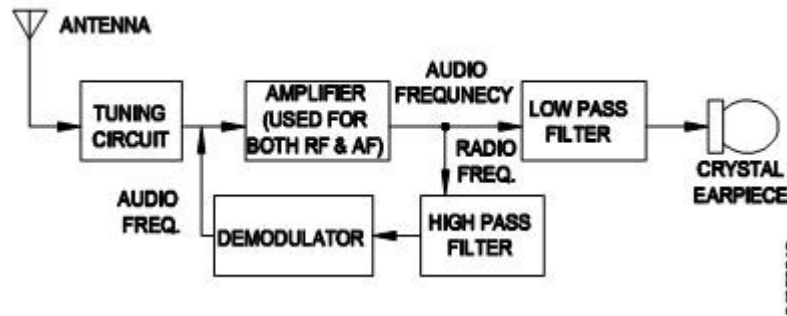 ANTENNA
TUNING
CIRCUIT
AMPLIFIER
(USED FOR
BOTH RF & AF)
AUDIO
FREQUNECY
LOW PASS
FILTER
CRYSTAL
EARPIECE
RADIO
FREQ.
HIGH PASS
FILTER
DEMODULATOR
AUDIO
FREQ.